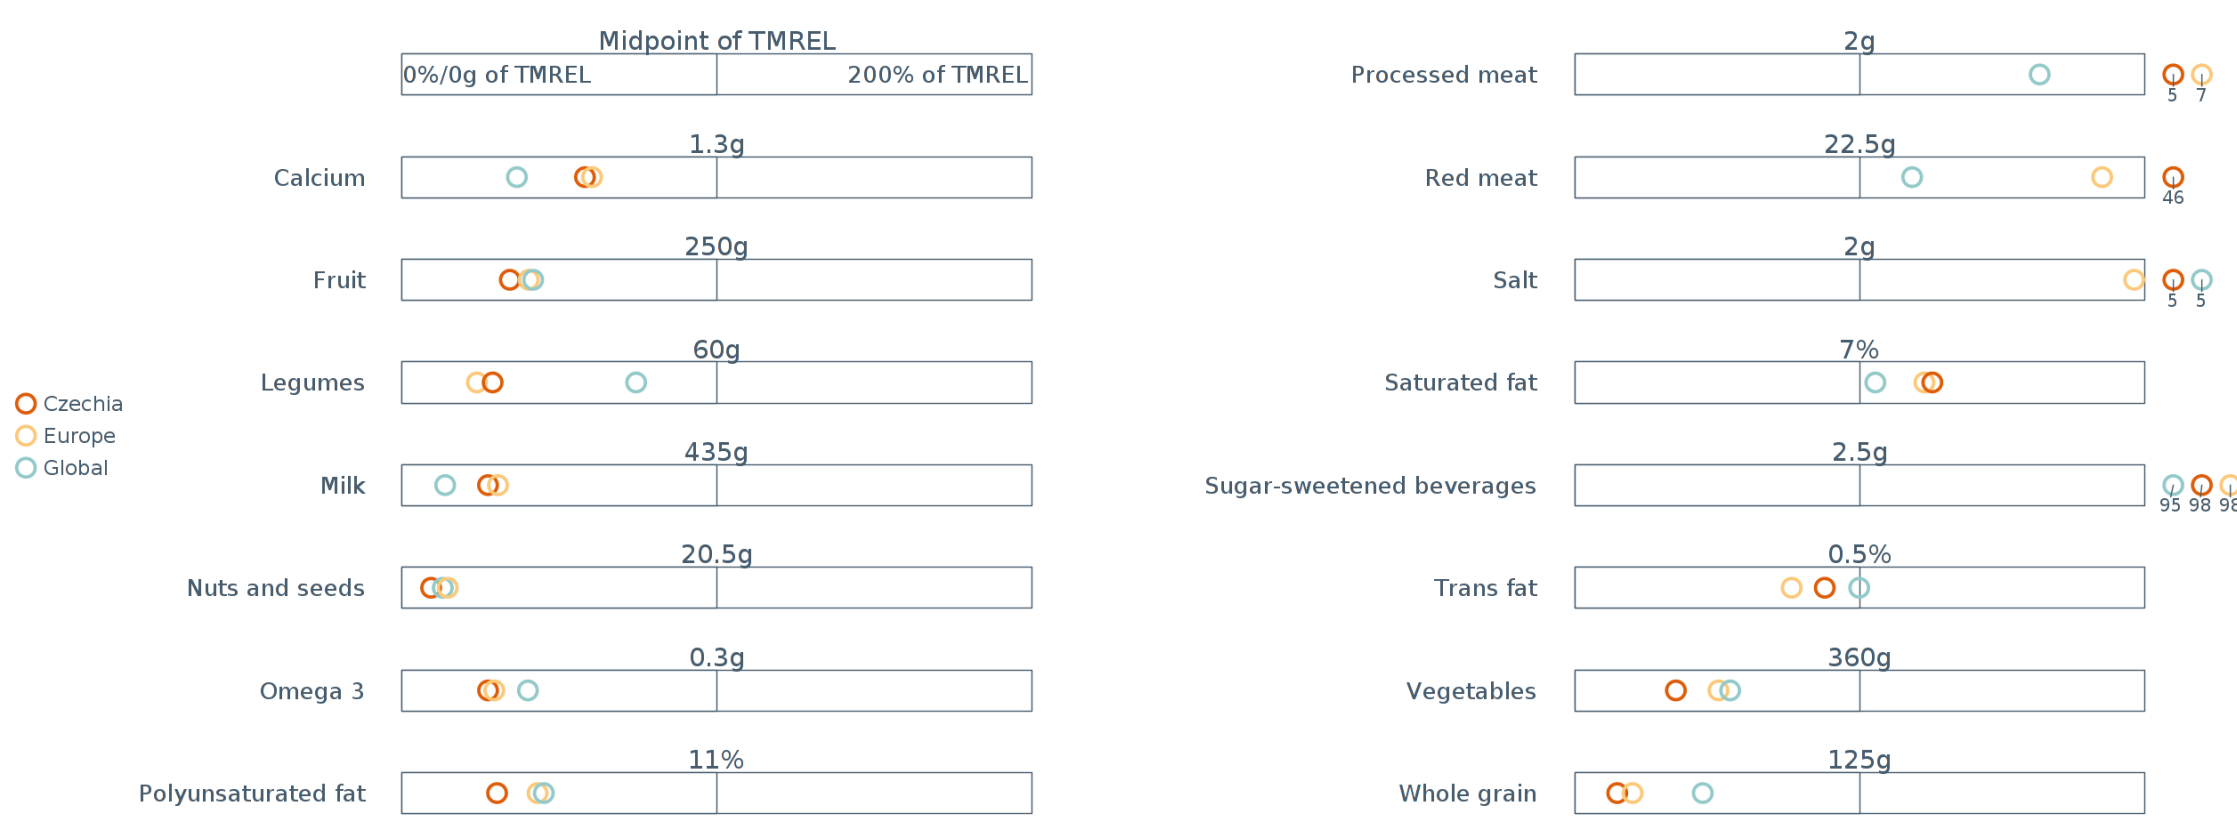 Midpoint of TMREL
0%/0g of TMREL 200% of TMREL
Calcium 1.3g
Fruit 250g
Legumes 60g
Milk 435g
Nuts and seeds 20.5g
Omega 3 0.3g
Polyunsaturated fat 11%
Czechia
Europe
Global
Processed meat 2g
5 7
Red meat 22.5g
46
Salt 2g
5 5
Saturated fat 7%
Sugar-sweetened beverages 2.5g
95 98 98
Trans fat 0.5%
Vegetables 360g
Whole grain 125g